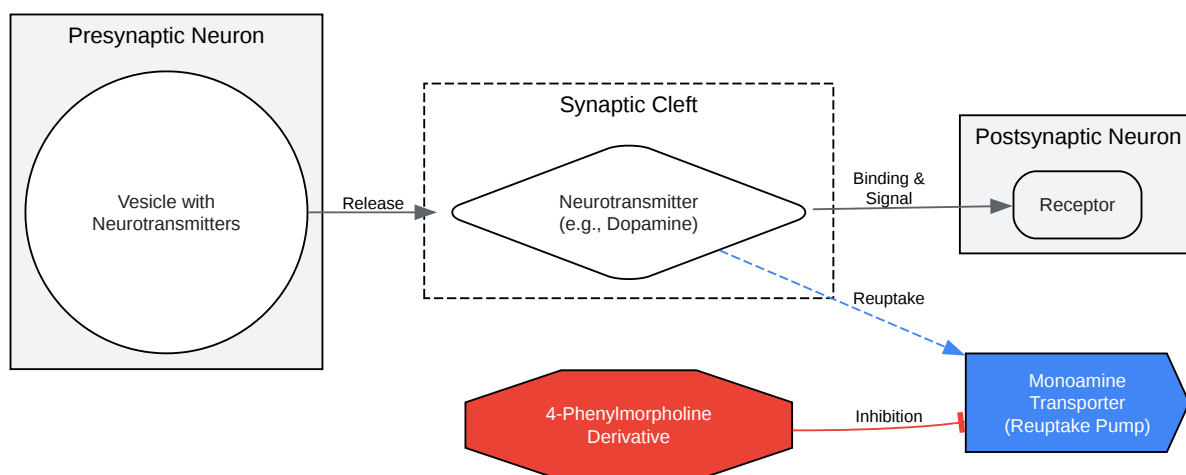 Presynaptic Neuron
Vesicle with
Neurotransmitters
Release
Synaptic Cleft
Neurotransmitter
(e.g., Dopamine)
Binding &
Signal
Postsynaptic Neuron
Receptor
Reuptake
4-Phenylmorpholine
Derivative
Inhibition
Monoamine
Transporter
(Reuptake Pump)